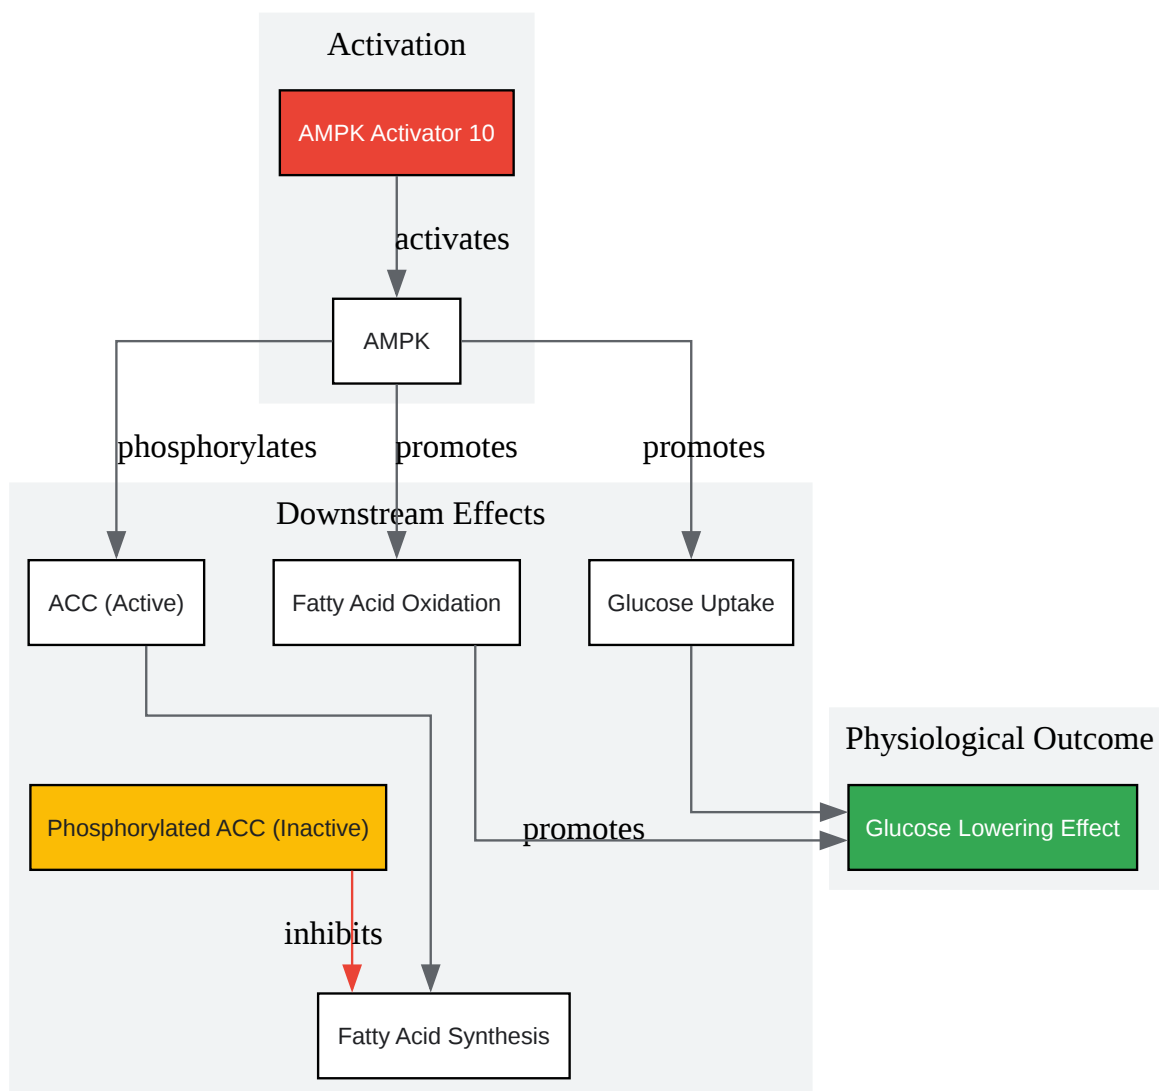 Activation
AMPK Activator 10
activates
AMPK
phosphorylates
promotes
promotes
Downstream Effects
ACC (Active)
Fatty Acid Oxidation
Glucose Uptake
Physiological Outcome
Phosphorylated ACC (Inactive)
promotes
Glucose Lowering Effect
inhibits
Fatty Acid Synthesis